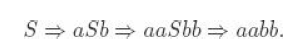 S ⇒ aSb ⇒ aaSbb ⇒ aabb.